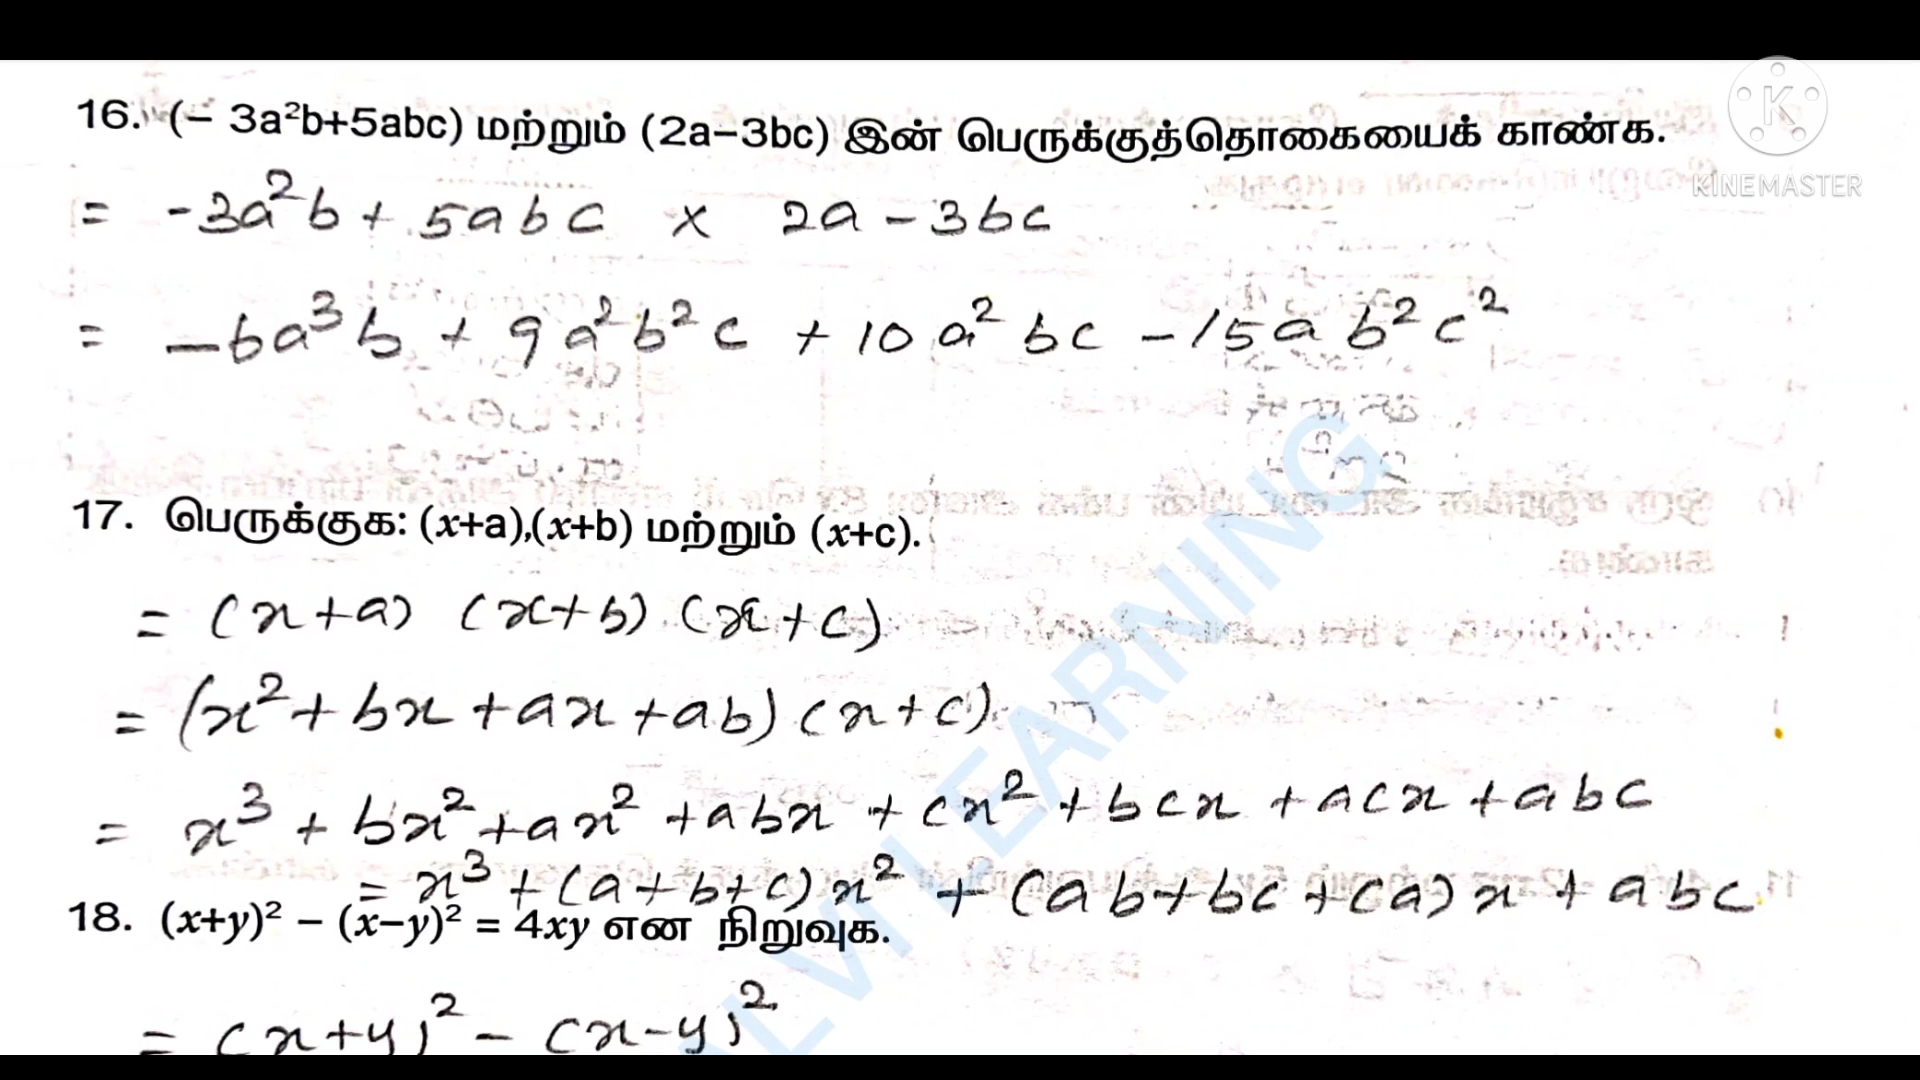 16. (– 3a²b+5abc) மற்றும் (2a–3bc) இன் பெருக்குத்தொகையைக் காண்க.
KINEMASTER
= -3a²b + 5abc x 2a - 3bc
= -6a³b + 9a²b²c + 10a²bc - 15ab²c²
17. பெருக்குக: (x+a),(x+b) மற்றும் (x+c).
= (x+a) (x+b) (x+c)
= (x² + bx + ax + ab) (x+c)
= x³ + bx² + ax² + abx + cx² + bcx + acx + abc
= x³ + (a+b+c)x² + (ab+bc+ca)x + abc
18. (x+y)² – (x–y)² = 4xy என நிறுவுக.
= (x+y)² - (x-y)²
LVI LEARNING